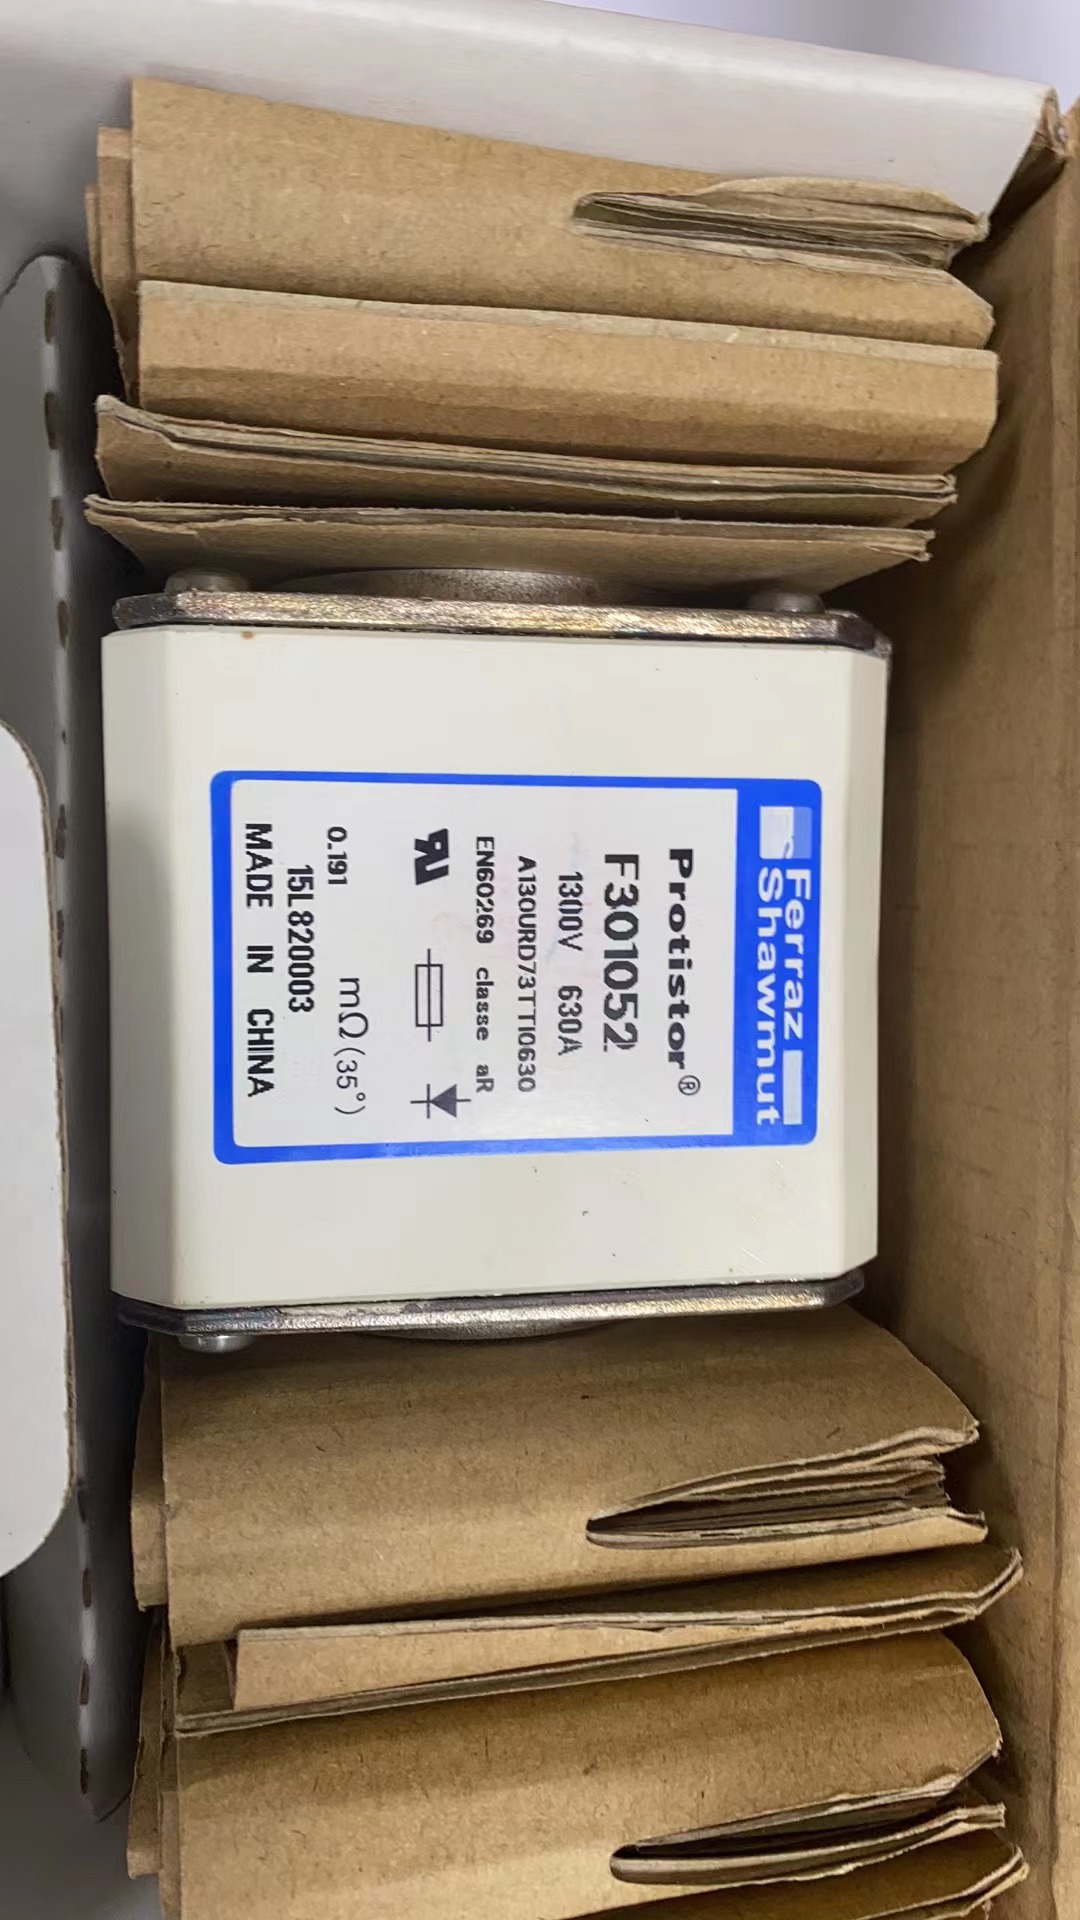 Ferraz
Shawmut
Protistor®
F301052
1300V 630A
A130URD73TTI0630
EN60269 classe aR
0.191 mΩ(35°)
15L820003
MADE IN CHINA